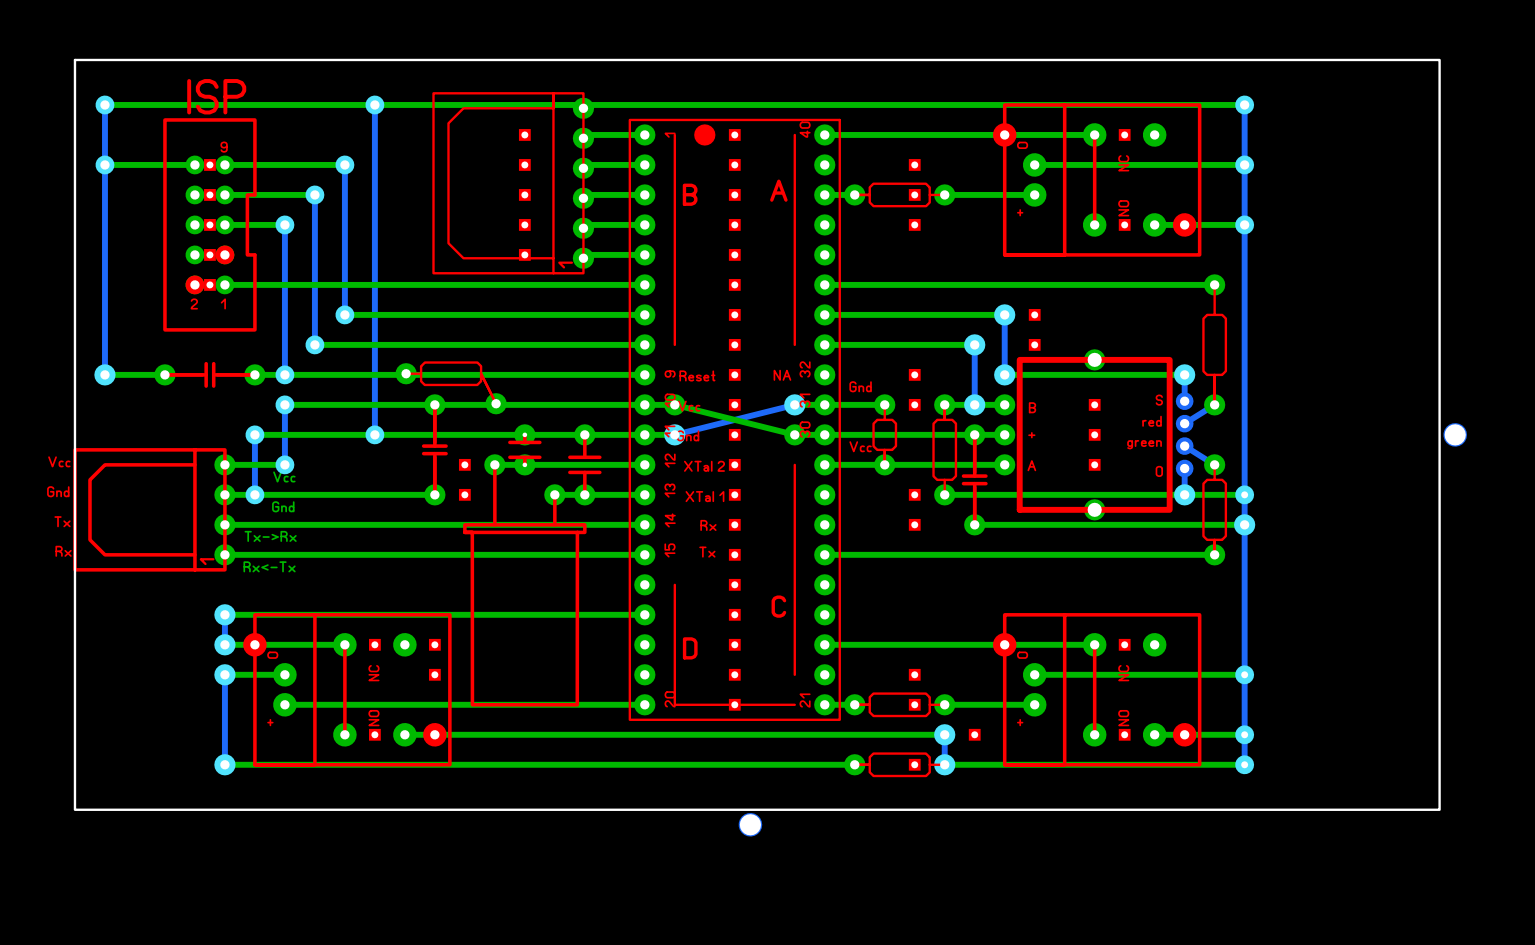 ISP
9
2 1
1
1
40
B
A
0
NC
+
NO
9
Reset
NA
32
Gnd
10
Vcc
31
11
Gnd
30
Vcc
B
+
A
S
red
green
0
12
XTal 2
13
XTal 1
14
Rx
15
Tx
Vcc
Gnd
Tx
Rx
1
Vcc
Gnd
Tx->Rx
Rx<-Tx
0
NC
+
NO
D
C
20
21
0
NC
+
NO